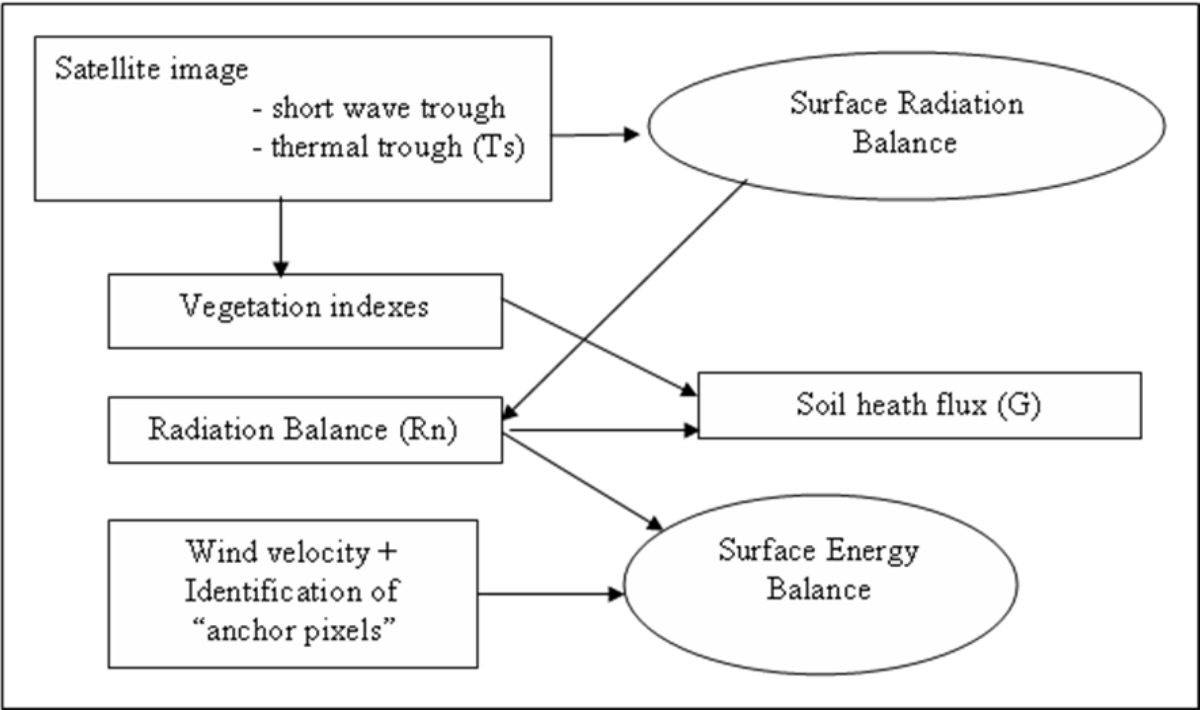 Satellite image
- short wave trough
- thermal trough (Ts)
Surface Radiation
Balance
Vegetation indexes
Soil heath flux (G)
Radiation Balance (Rn)
Wind velocity +
Identification of
“anchor pixels”
Surface Energy
Balance